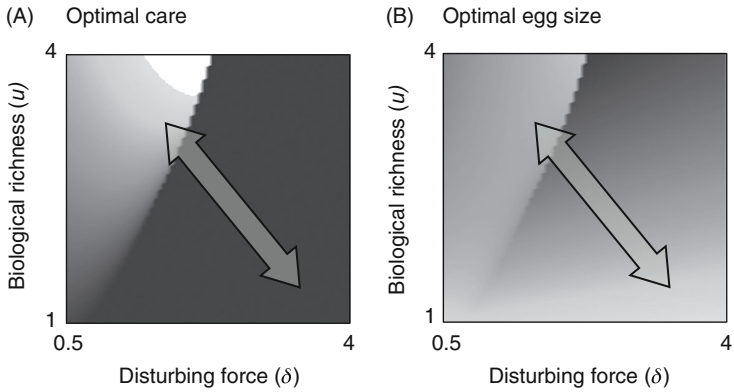 (A) Optimal care
4
Biological richness (u)
1
0.5
4
Disturbing force (δ)
(B) Optimal egg size
4
Biological richness (u)
1
0.5
4
Disturbing force (δ)